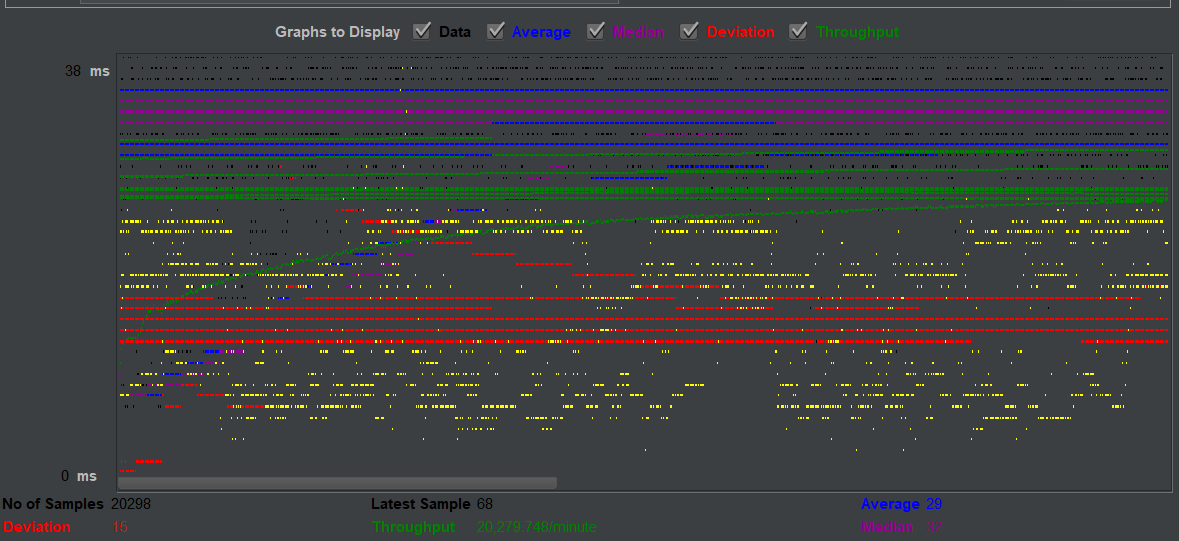 Graphs to Display Data Average Median Deviation Throughput
38 ms
0 ms
No of Samples 20298 Latest Sample 68 Average 29
Deviation 15 Throughput 20,279.748/minute Median 32